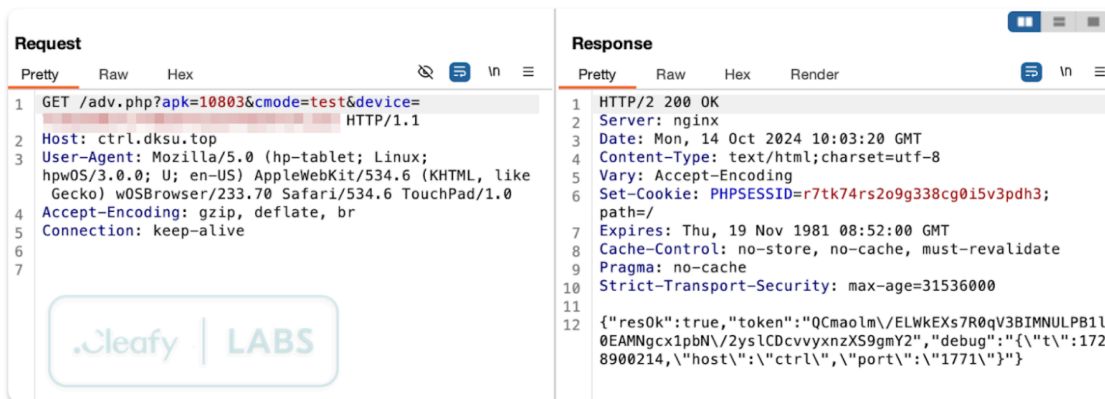 Request
Pretty Raw Hex \n
1 GET /adv.php?apk=10803&cmode=test&device=
HTTP/1.1
2 Host: ctrl.dksu.top
3 User-Agent: Mozilla/5.0 (hp-tablet; Linux;
hpwOS/3.0.0; U; en-US) AppleWebKit/534.6 (KHTML, like
Gecko) wOSBrowser/233.70 Safari/534.6 TouchPad/1.0
4 Accept-Encoding: gzip, deflate, br
5 Connection: keep-alive
6
7
.Cleafy | LABS
Response
Pretty Raw Hex Render \n
1 HTTP/2 200 OK
2 Server: nginx
3 Date: Mon, 14 Oct 2024 10:03:20 GMT
4 Content-Type: text/html;charset=utf-8
5 Vary: Accept-Encoding
6 Set-Cookie: PHPSESSID=r7tk74rs2o9g338cg0i5v3pdh3;
path=/
7 Expires: Thu, 19 Nov 1981 08:52:00 GMT
8 Cache-Control: no-store, no-cache, must-revalidate
9 Pragma: no-cache
10 Strict-Transport-Security: max-age=31536000
11
12 {"resOk":true,"token":"QCmaolm\/ELWkEXs7R0qV3BIMNULPB1l
0EAMNgcx1pbN\/2yslCDcvvyxnzXS9gmY2","debug":"{\"t\":172
8900214,\"host\":\"ctrl\",\"port\":\"1771\"}"}